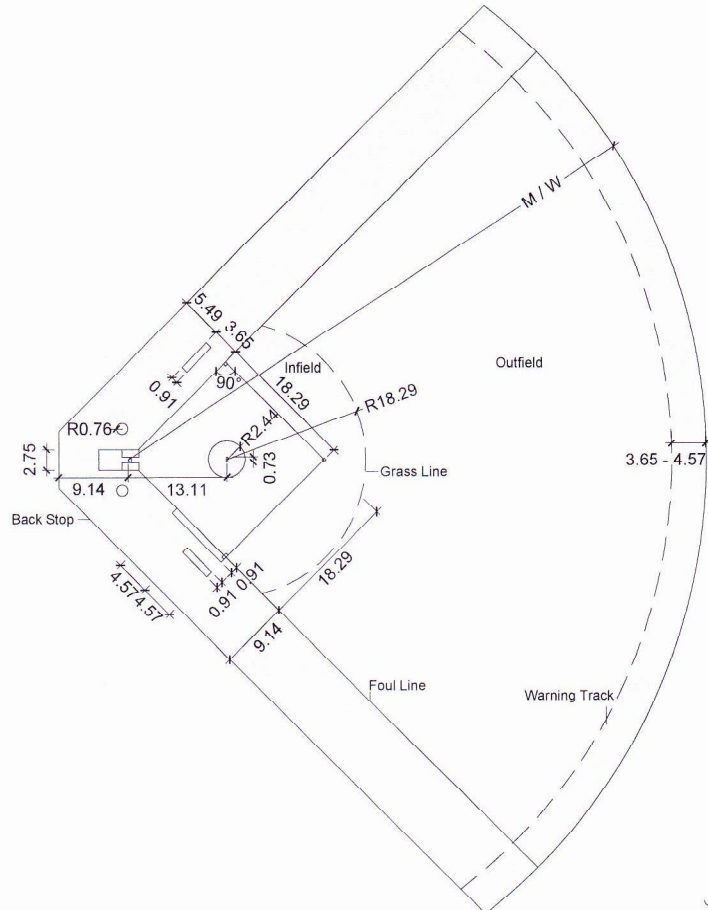 M / W
5.49
3.65
Infield
Outfield
0.91
90°
18.29
R18.29
R0.76
R2.44
2.75
0.73
3.65 - 4.57
Grass Line
9.14
13.11
Back Stop
4.57
4.57
0.91
0.91
18.29
9.14
Foul Line
Warning Track